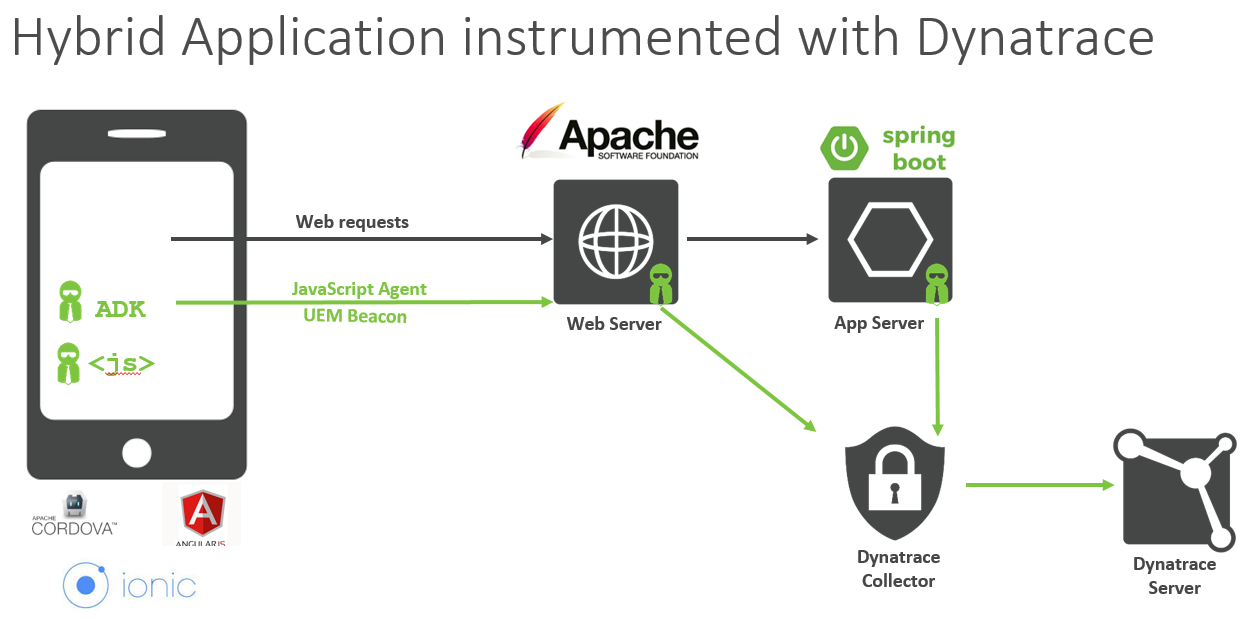 Hybrid Application instrumented with Dynatrace
Apache
SOFTWARE FOUNDATION
spring
boot
Web requests
JavaScript Agent
UEM Beacon
ADK
<js>
Web Server
App Server
APACHE
CORDOVA™
ANGULARJS
ionic
Dynatrace
Collector
Dynatrace
Server